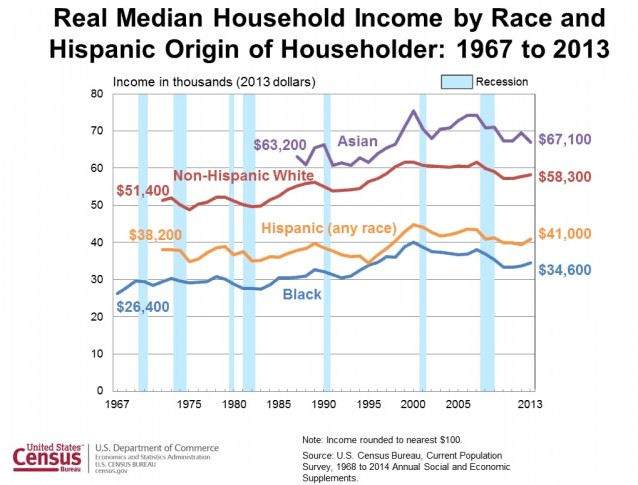 Real Median Household Income by Race and
Hispanic Origin of Householder: 1967 to 2013
Income in thousands (2013 dollars)
Recession
80
70
60
50
40
30
20
10
0
$63,200
Asian
$67,100
Non-Hispanic White
$51,400
$58,300
Hispanic (any race)
$38,200
$41,000
$34,600
Black
$26,400
1967
1975
1980
1985
1990
1995
2000
2005
2013
United States
Census
Bureau
U.S. Department of Commerce
Economics and Statistics Administration
U.S. CENSUS BUREAU
census.gov
Note: Income rounded to nearest $100.
Source: U.S. Census Bureau, Current Population
Survey, 1968 to 2014 Annual Social and Economic
Supplements.